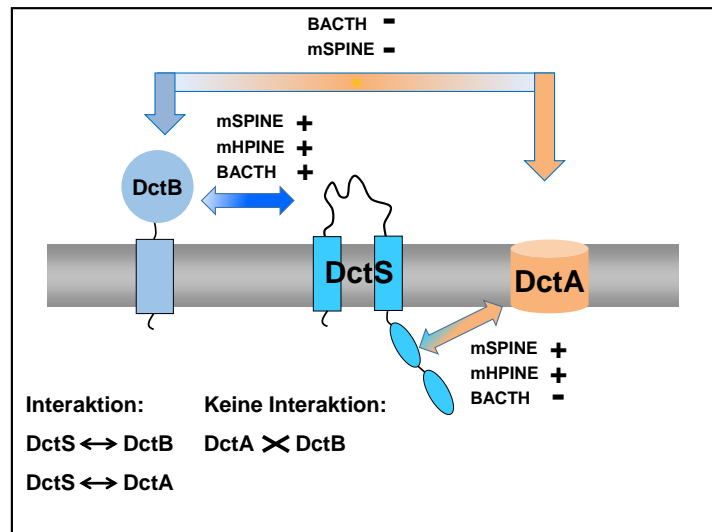 BACTH -
mSPINE -
mSPINE +
mHPINE +
BACTH +
DctB
DctS
DctA
mSPINE +
mHPINE +
BACTH -
Interaktion:
Keine Interaktion:
DctS ↔ DctB
DctA ✕ DctB
DctS ↔ DctA